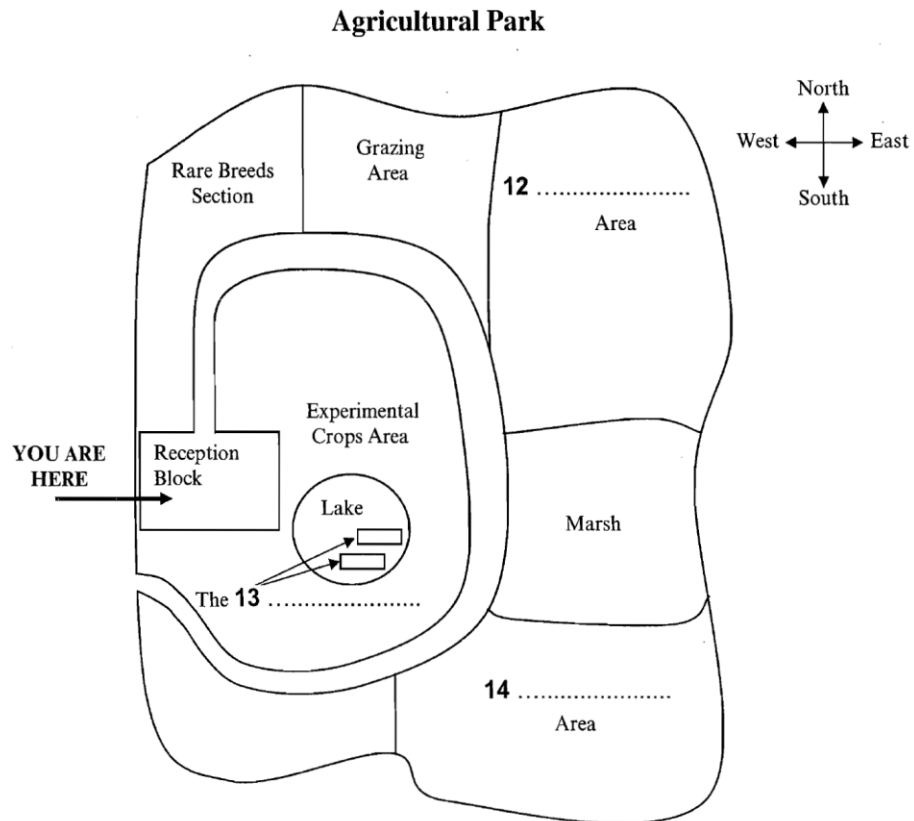 Agricultural Park
North
West East
South
Rare Breeds
Section
Grazing
Area
12 ........................
Area
Experimental
Crops Area
YOU ARE
HERE
Reception
Block
Lake
Marsh
The 13 ........................
14 ........................
Area